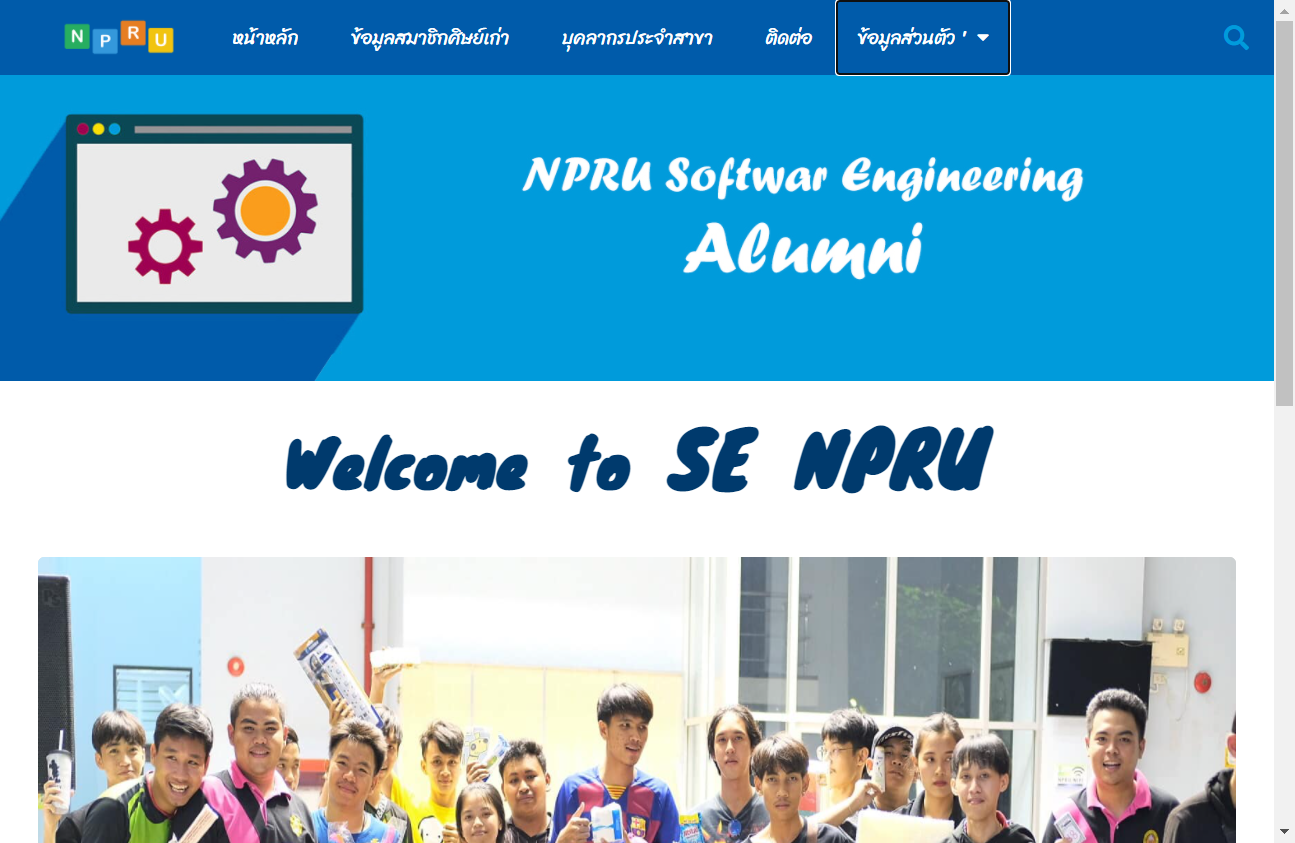 NPRU
หน้าหลัก
ข้อมูลสมาชิกศิษย์เก่า
บุคลากรประจำสาขา
ติดต่อ
ข้อมูลส่วนตัว '
NPRU Softwar Engineering
Alumni
Welcome to SE NPRU